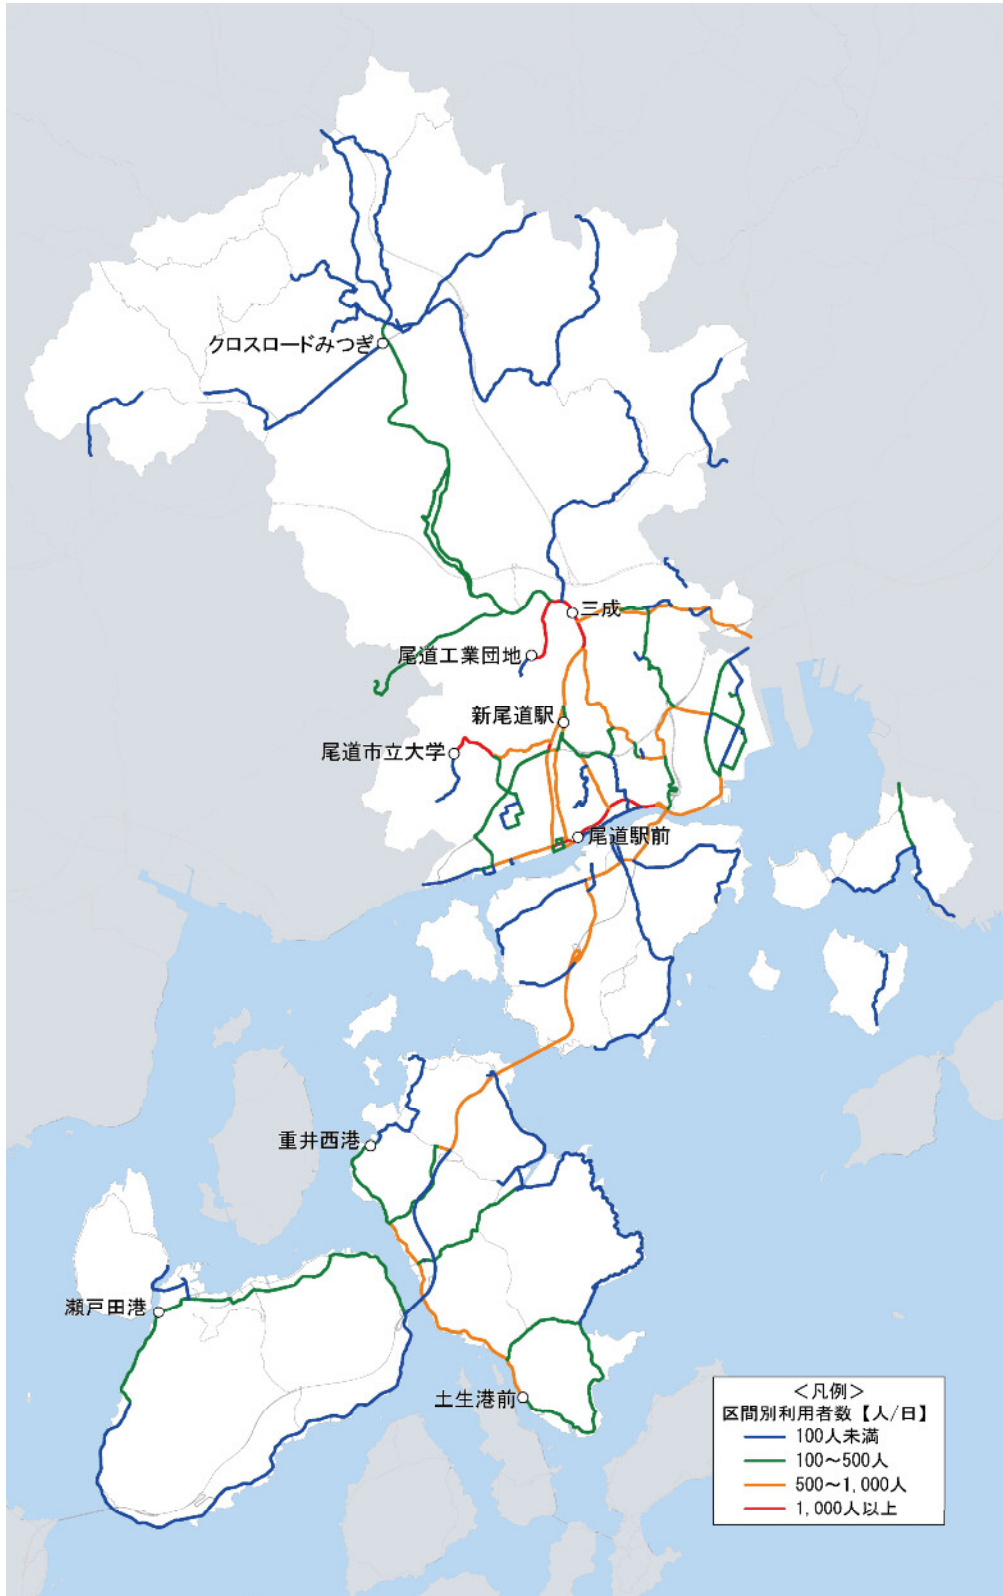 クロスロードみつぎ
三成
尾道工業団地
新尾道駅
尾道市立大学
尾道駅前
重井西港
瀬戸田港
土生港前
＜凡例＞
区間別利用者数【人/日】
100人未満
100～500人
500～1,000人
1,000人以上